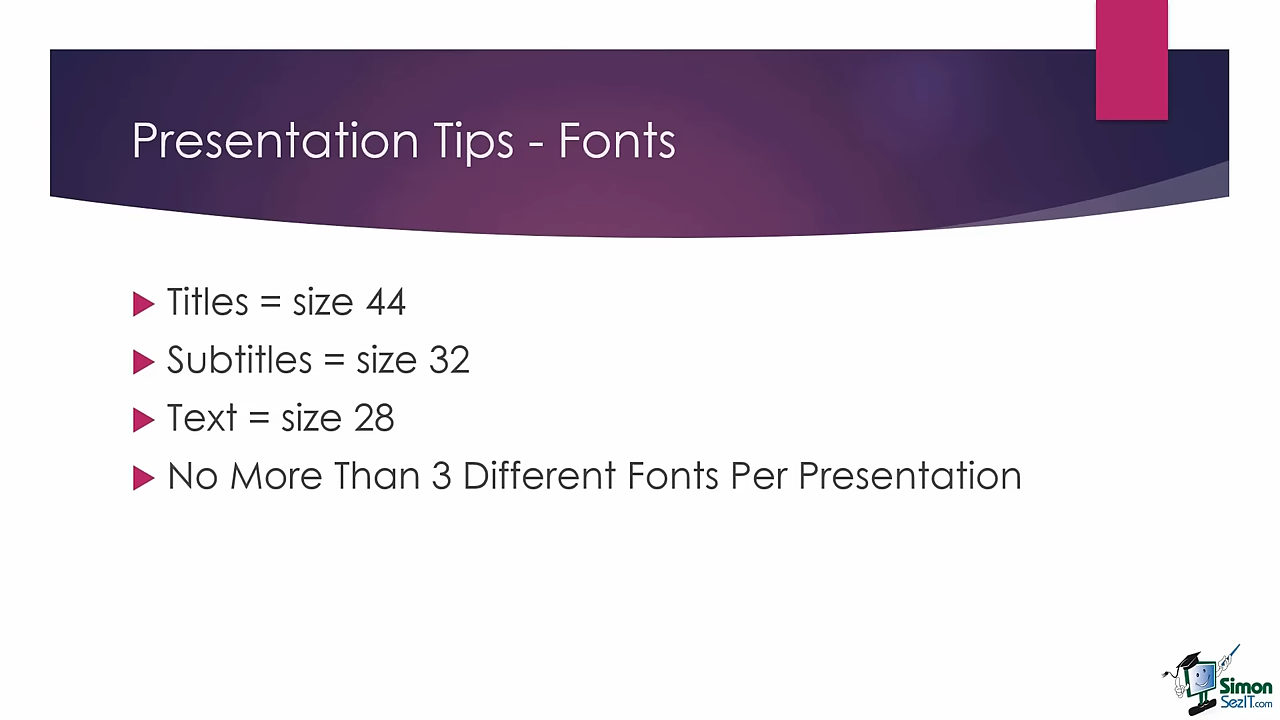 Presentation Tips - Fonts
Titles = size 44
Subtitles = size 32
Text = size 28
No More Than 3 Different Fonts Per Presentation
Simon
SezIT.com